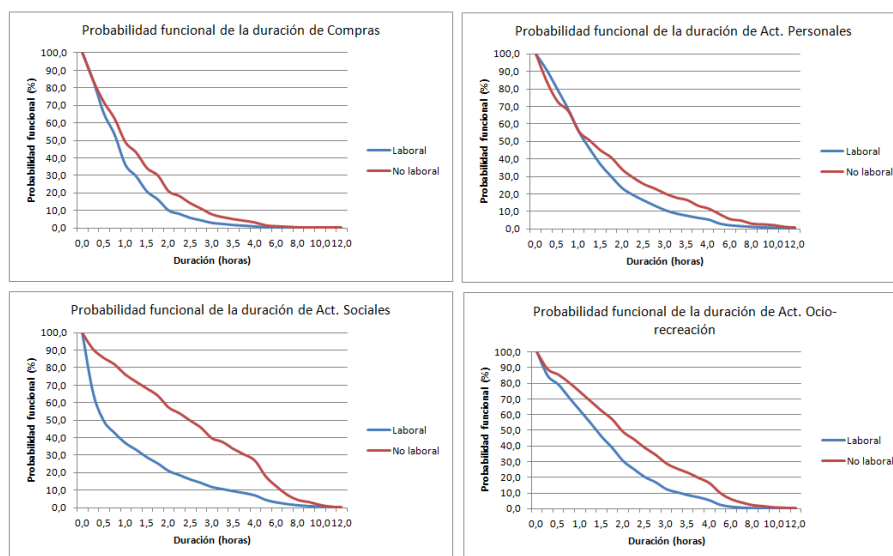 Probabilidad funcional de la duración de Compras
Probabilidad funcional (%)
100,0
90,0
80,0
70,0
60,0
50,0
40,0
30,0
20,0
10,0
0,0
0,0 0,5 1,0 1,5 2,0 2,5 3,0 3,5 4,0 6,0 8,0 10,0 12,0
Duración (horas)
Laboral
No laboral
Probabilidad funcional de la duración de Act. Personales
Probabilidad funcional (%)
100,0
90,0
80,0
70,0
60,0
50,0
40,0
30,0
20,0
10,0
0,0
0,0 0,5 1,0 1,5 2,0 2,5 3,0 3,5 4,0 6,0 8,0 10,0 12,0
Duración (horas)
Laboral
No laboral
Probabilidad funcional de la duración de Act. Sociales
Probabilidad funcional (%)
100,0
90,0
80,0
70,0
60,0
50,0
40,0
30,0
20,0
10,0
0,0
0,0 0,5 1,0 1,5 2,0 2,5 3,0 3,5 4,0 6,0 8,0 10,0 12,0
Duración (horas)
Laboral
No laboral
Probabilidad funcional de la duración de Act. Ocio-
recreación
Probabilidad funcional (%)
100,0
90,0
80,0
70,0
60,0
50,0
40,0
30,0
20,0
10,0
0,0
0,0 0,5 1,0 1,5 2,0 2,5 3,0 3,5 4,0 6,0 8,0 10,0 12,0
Duración (horas)
Laboral
No laboral